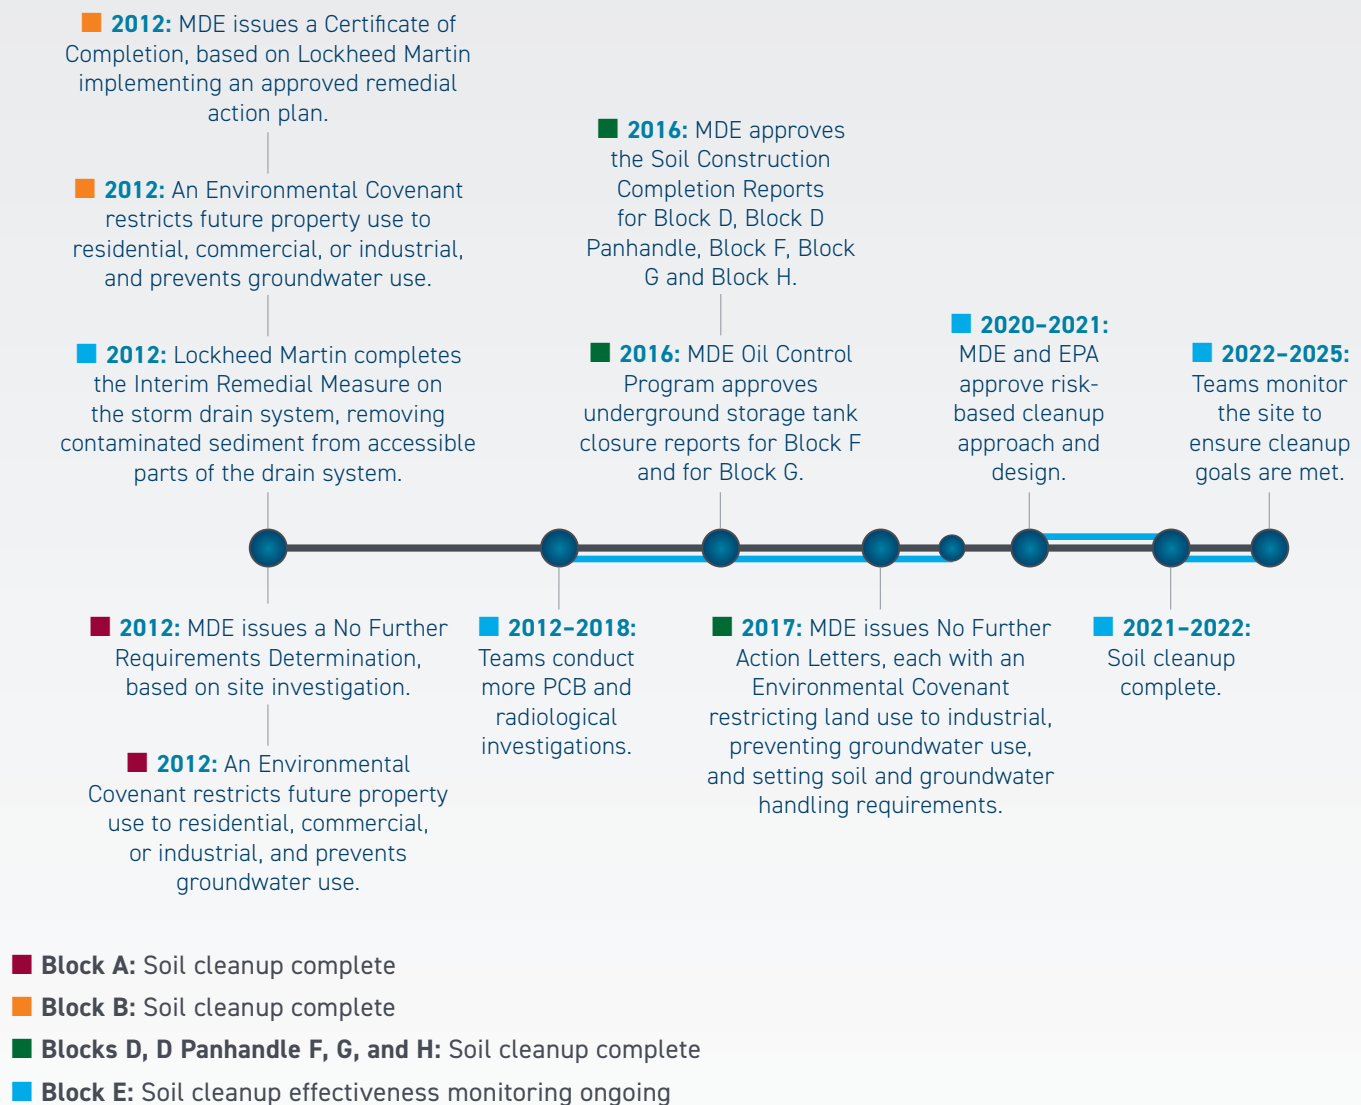 2012: MDE issues a Certificate of
Completion, based on Lockheed Martin
implementing an approved remedial
action plan.
2012: An Environmental Covenant
restricts future property use to
residential, commercial, or industrial,
and prevents groundwater use.
2012: Lockheed Martin completes
the Interim Remedial Measure on
the storm drain system, removing
contaminated sediment from accessible
parts of the drain system.
2016: MDE approves
the Soil Construction
Completion Reports
for Block D, Block D
Panhandle, Block F, Block
G and Block H.
2016: MDE Oil Control
Program approves
underground storage tank
closure reports for Block F
and for Block G.
2020–2021:
MDE and EPA
approve risk-
based cleanup
approach and
design.
2022–2025:
Teams monitor
the site to
ensure cleanup
goals are met.
2012: MDE issues a No Further
Requirements Determination,
based on site investigation.
2012: An Environmental
Covenant restricts future property
use to residential, commercial,
or industrial, and prevents
groundwater use.
2012–2018:
Teams conduct
more PCB and
radiological
investigations.
2017: MDE issues No Further
Action Letters, each with an
Environmental Covenant
restricting land use to industrial,
preventing groundwater use,
and setting soil and groundwater
handling requirements.
2021–2022:
Soil cleanup
complete.
Block A: Soil cleanup complete
Block B: Soil cleanup complete
Blocks D, D Panhandle F, G, and H: Soil cleanup complete
Block E: Soil cleanup effectiveness monitoring ongoing